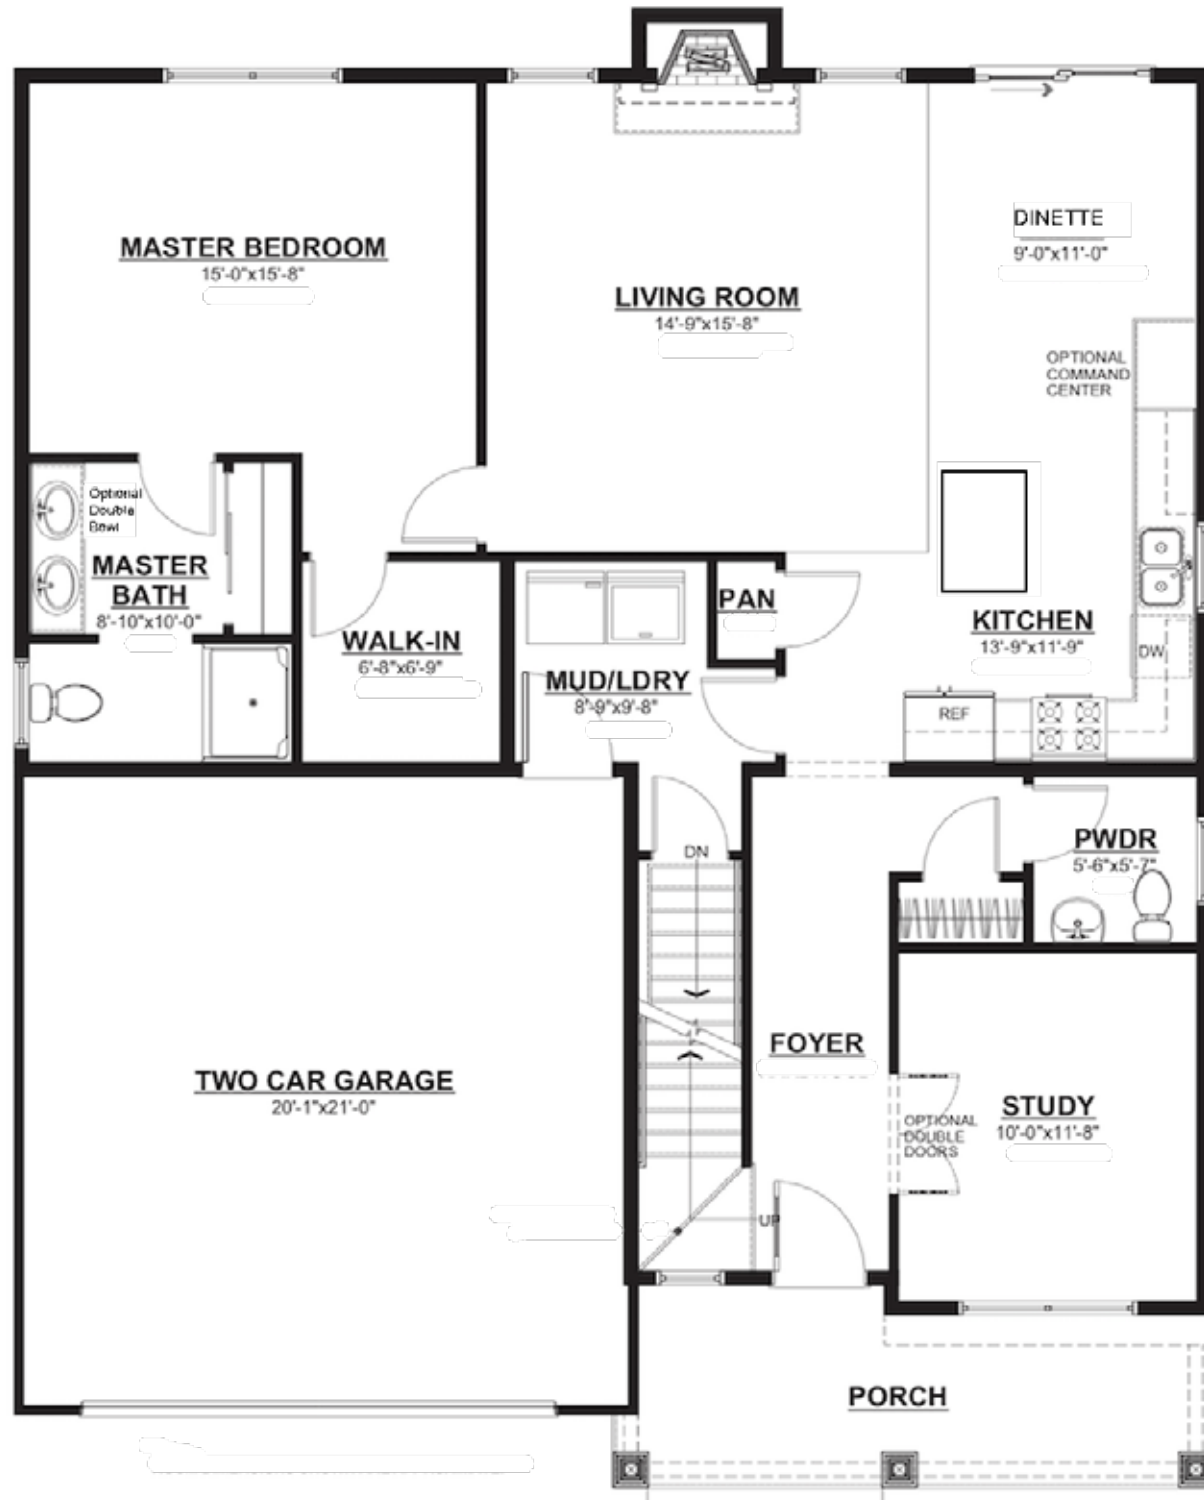 MASTER BEDROOM
15'-0"x15'-8"
LIVING ROOM
14'-9"x15'-8"
DINETTE
9'-0"x11'-0"
OPTIONAL
COMMAND
CENTER
Optional
Double
Bowl
MASTER
BATH
8'-10"x10'-0"
WALK-IN
6'-8"x6'-9"
PAN
MUD/LDRY
8'-9"x9'-8"
KITCHEN
13'-9"x11'-9"
DW
REF
DN
PWDR
5'-6"x5'-7"
FOYER
TWO CAR GARAGE
20'-1"x21'-0"
STUDY
10'-0"x11'-8"
OPTIONAL
DOUBLE
DOORS
UP
PORCH